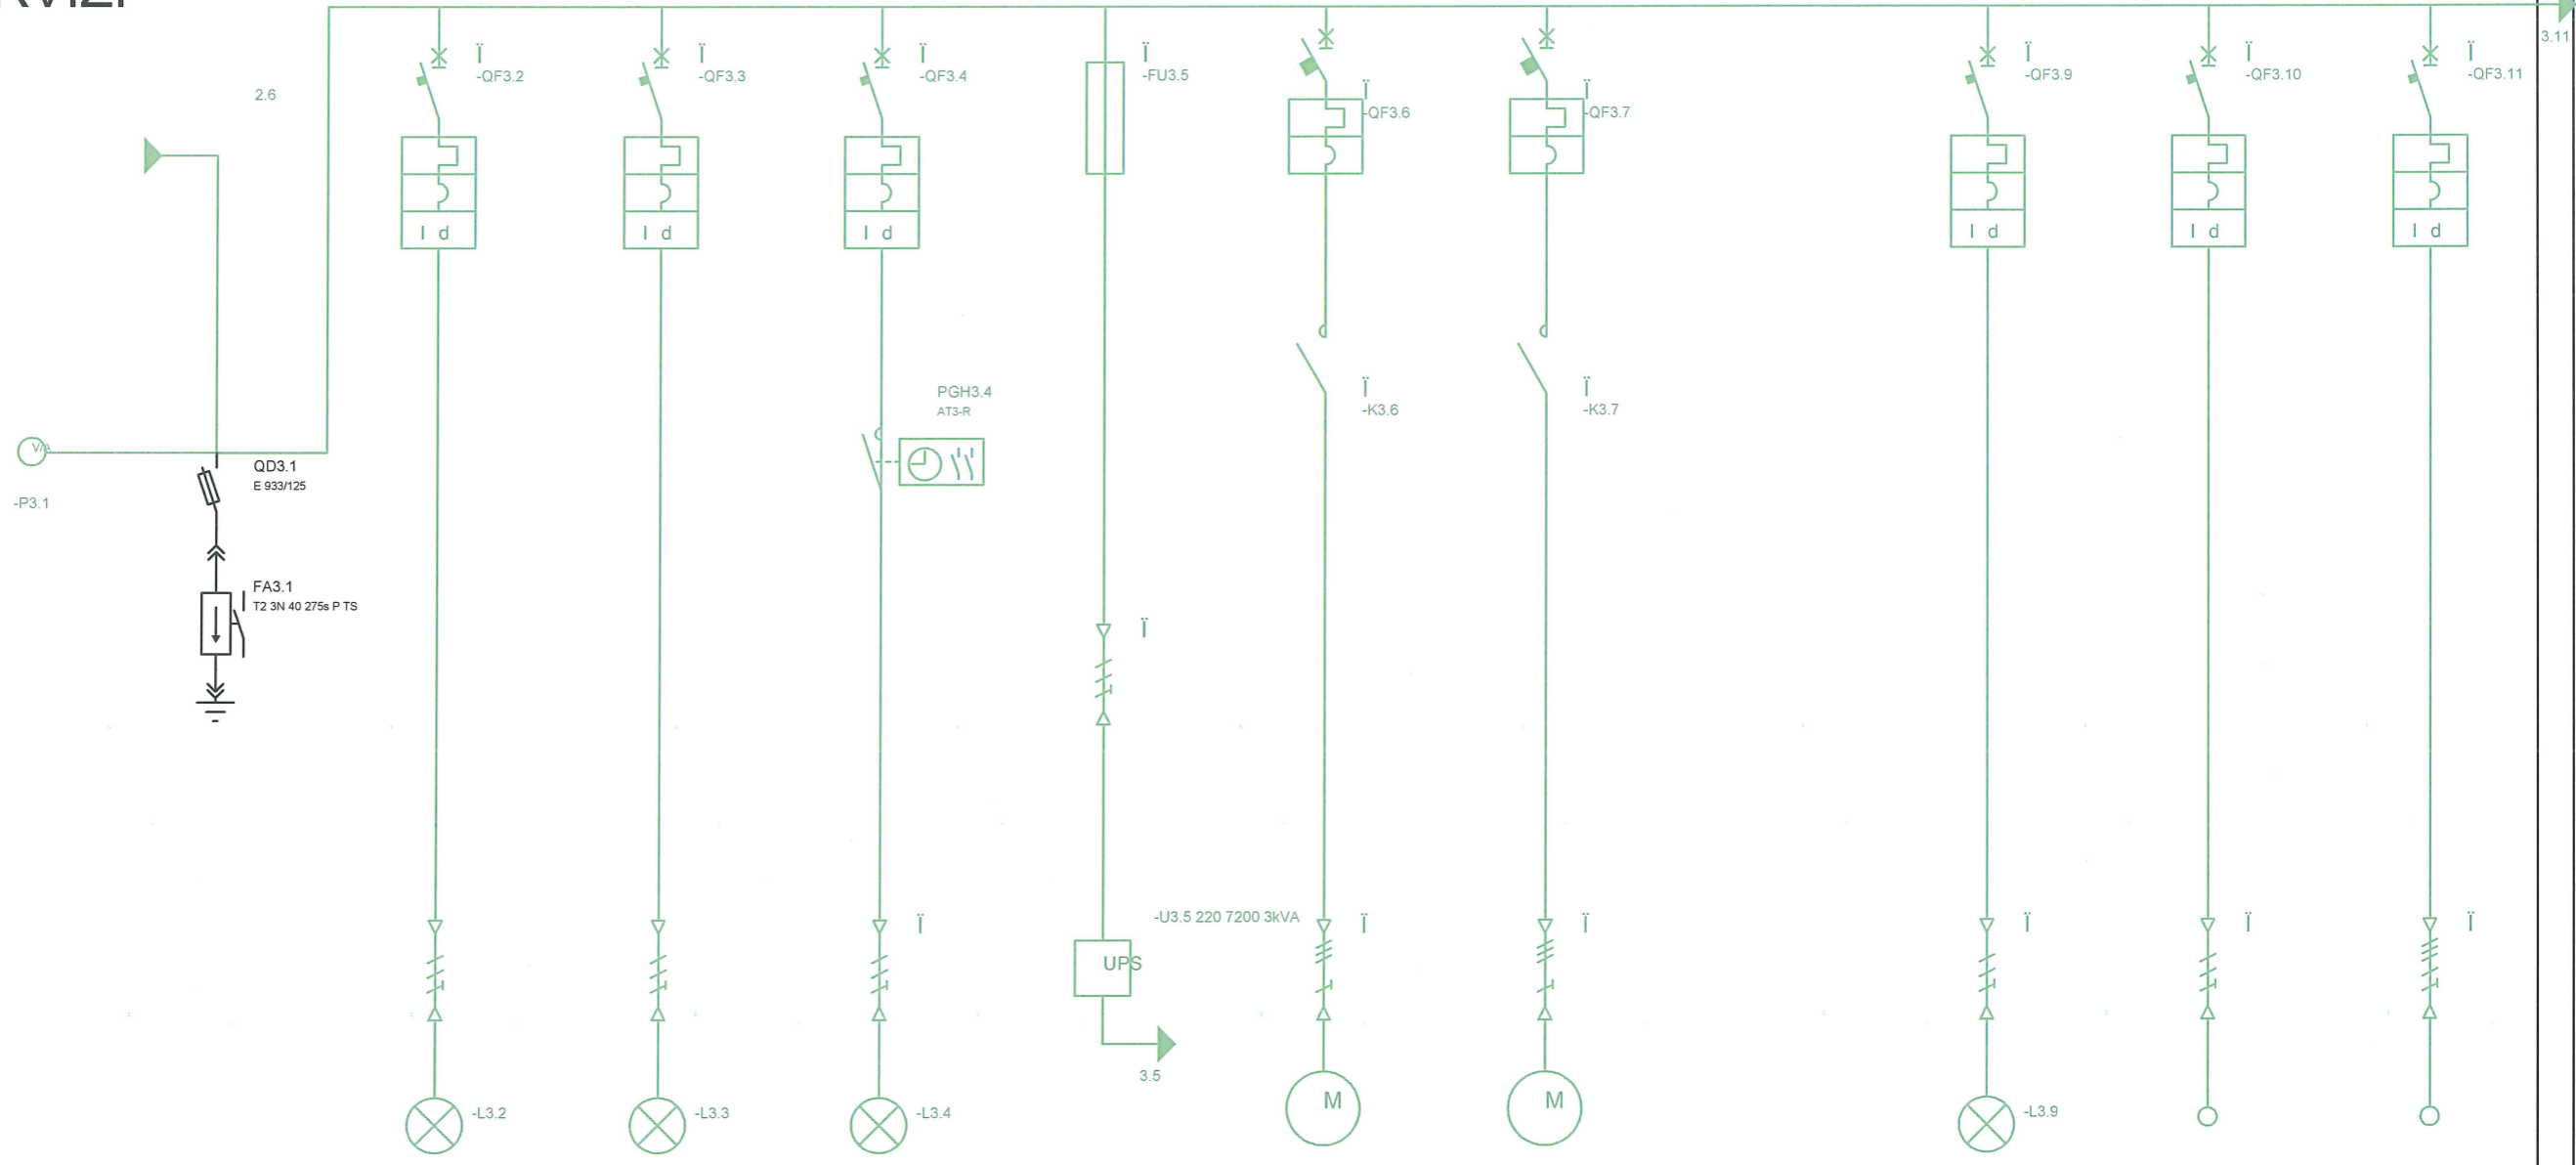 -QF3.2
-QF3.3
-QF3.4
-FU3.5
-QF3.6
-QF3.7
-QF3.9
-QF3.10
-QF3.11
3.11
Ï
Ï
Ï
Ï
Ï
Ï
Ï
Ï
Ï
2.6
I d
I d
I d
I d
I d
I d
PGH3.4
AT3-R
Ï
-K3.6
Ï
-K3.7
V/A
-P3.1
QD3.1
E 933/125
FA3.1
T2 3N 40 275s P TS
Ï
-U3.5 220 7200 3kVA
UPS
3.5
Ï
Ï
Ï
Ï
Ï
Ï
M
M
-L3.2
-L3.3
-L3.4
-L3.9